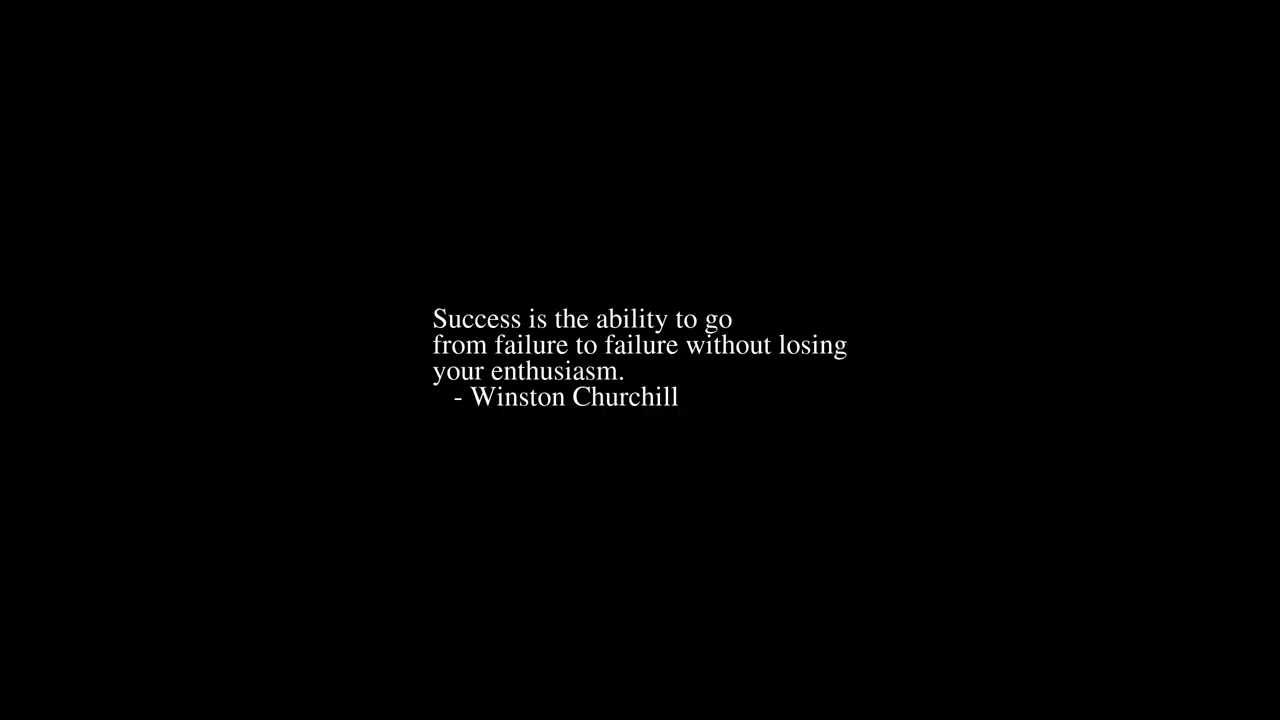 Success is the ability to go
from failure to failure without losing
your enthusiasm.
- Winston Churchill